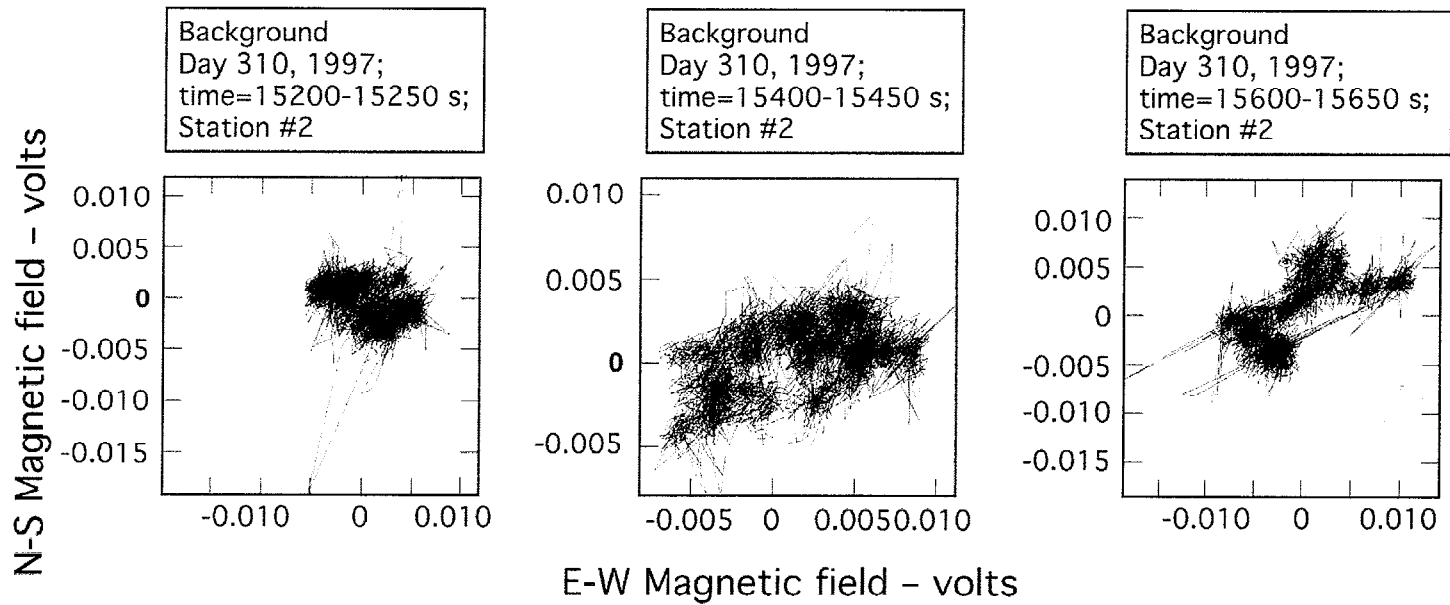 Background
Day 310, 1997;
time=15200-15250 s;
Station #2
Background
Day 310, 1997;
time=15400-15450 s;
Station #2
Background
Day 310, 1997;
time=15600-15650 s;
Station #2
N-S Magnetic field – volts
0.010
0.005
0
-0.005
-0.010
-0.015
-0.010 0 0.010
0.010
0.005
0
-0.005
-0.005 0 0.0050.010
0.010
0.005
0
-0.005
-0.010
-0.015
-0.010 0 0.010
E-W Magnetic field – volts